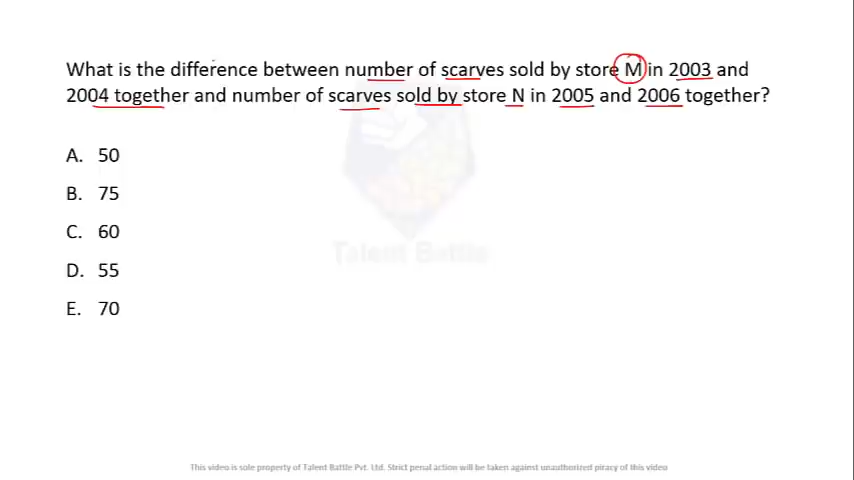 What is the difference between number of scarves sold by store M in 2003 and
2004 together and number of scarves sold by store N in 2005 and 2006 together?
A. 50
B. 75
C. 60
D. 55
E. 70
Talent Battle
This video is sole property of Talent Battle Pvt. Ltd. Strict penal action will be taken against unauthorized piracy of this video